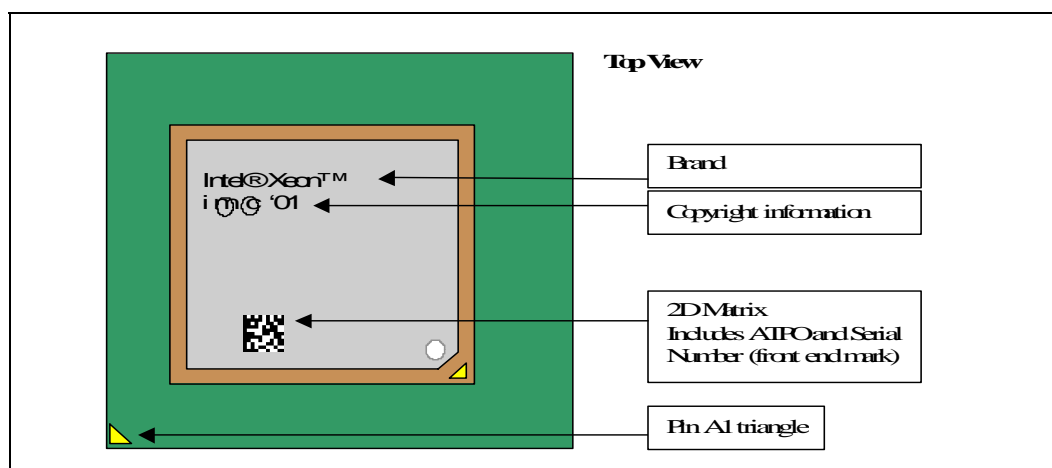 Top View
Intel® Xeon™
i ⓜ © '01
Brand
Copyright information
2D Matrix
Includes ATPO and Serial
Number (front end mark)
Pin A1 triangle